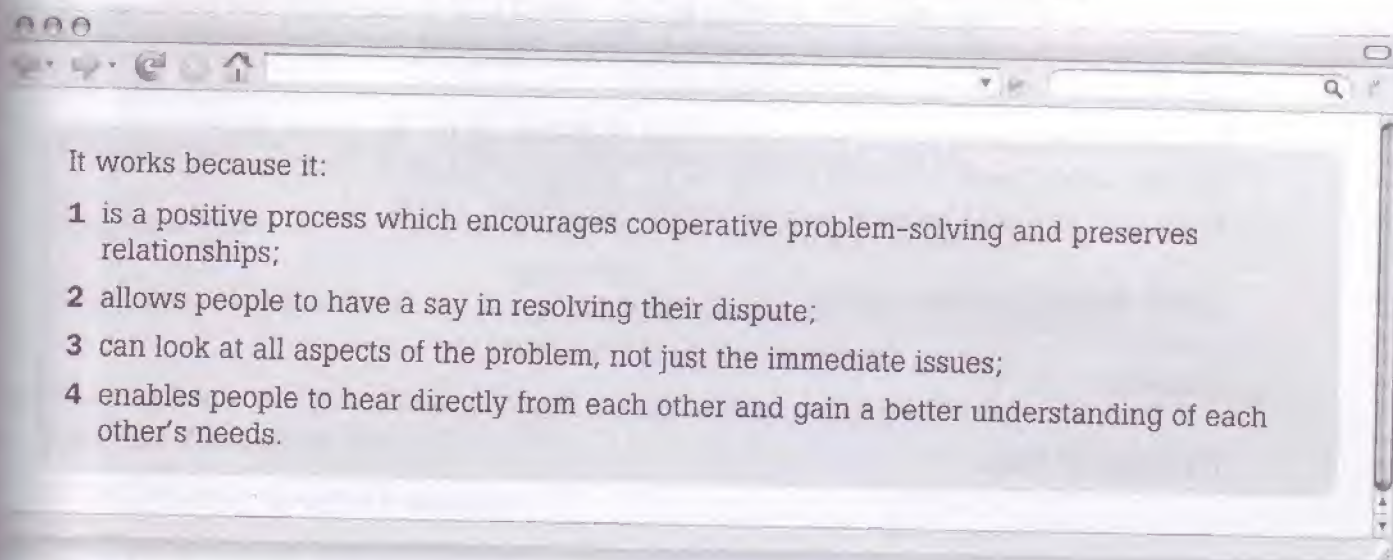 It works because it:
1 is a positive process which encourages cooperative problem-solving and preserves
relationships;
2 allows people to have a say in resolving their dispute;
3 can look at all aspects of the problem, not just the immediate issues;
4 enables people to hear directly from each other and gain a better understanding of each
other's needs.